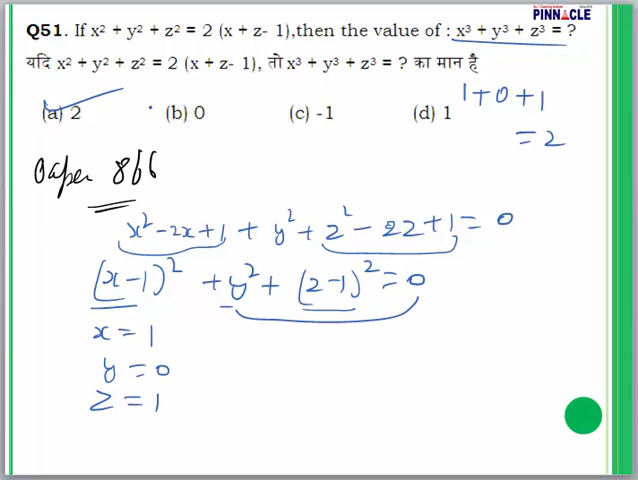 PINNACLE
Q51. If x² + y² + z² = 2 (x + z- 1),then the value of : x³ + y³ + z³ = ?
यदि x² + y² + z² = 2 (x + z- 1), तो x³ + y³ + z³ = ? का मान है
(a) 2 (b) 0 (c) -1 (d) 1
1+0+1
=2
Paper 866
x²-2x+1 + y² + z²-2z+1=0
(x-1)² +y²+ (z-1)²=0
x=1
y=0
z=1